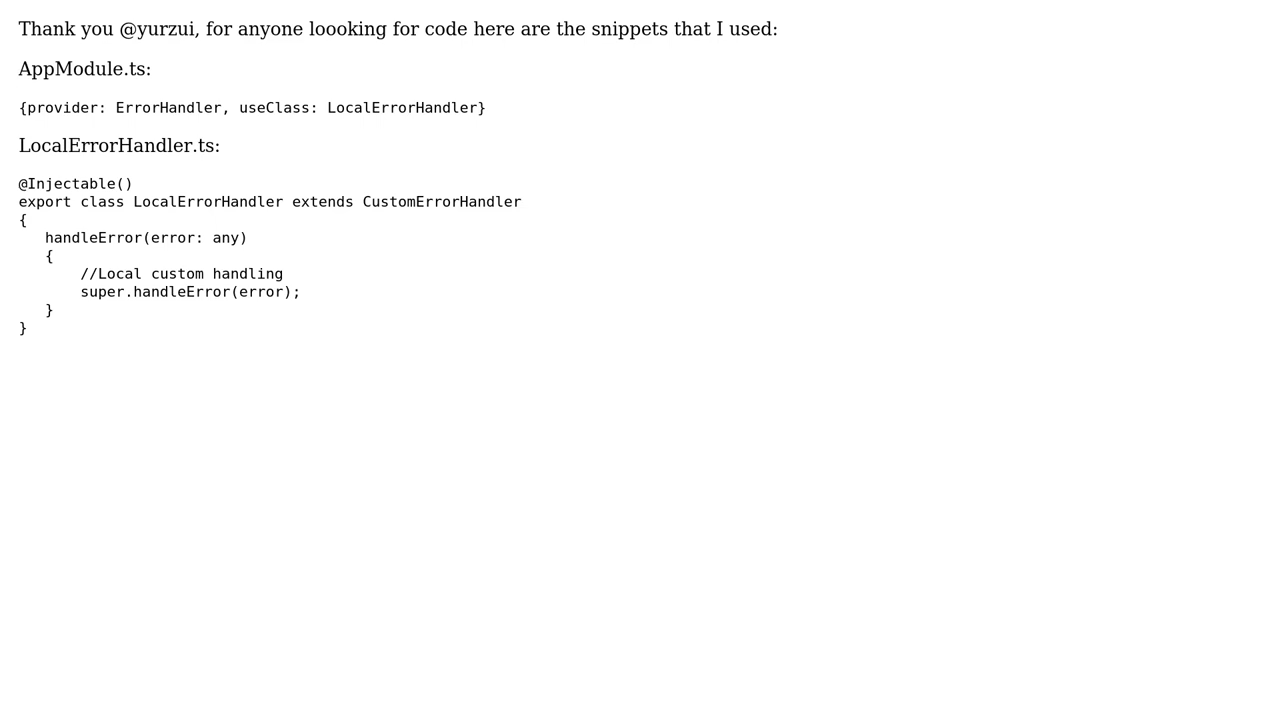 Thank you @yurzui, for anyone loooking for code here are the snippets that I used:
AppModule.ts:
{provider: ErrorHandler, useClass: LocalErrorHandler}
LocalErrorHandler.ts:
@Injectable()
export class LocalErrorHandler extends CustomErrorHandler
{
   handleError(error: any)
   {
       //Local custom handling
       super.handleError(error);
   }
}